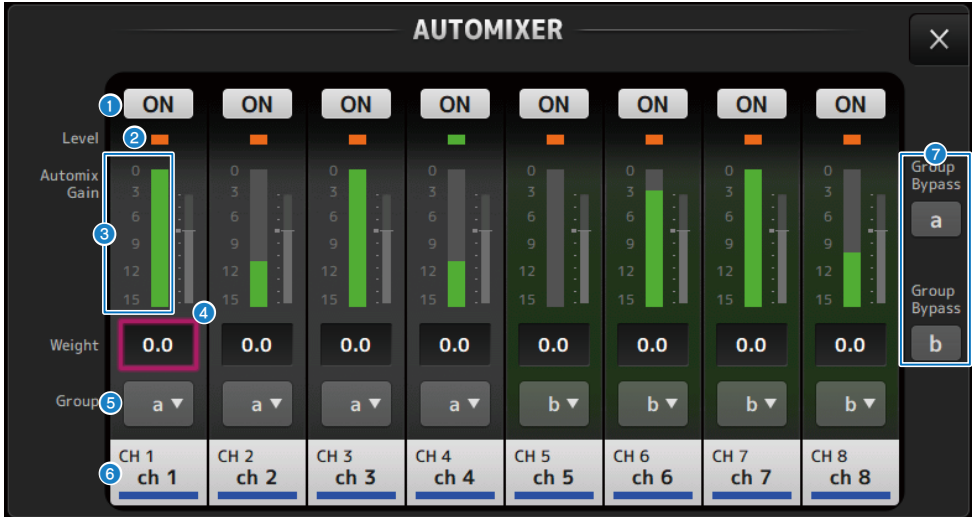 AUTOMIXER
1 ON ON ON ON ON ON ON ON
Level 2
7
Automix
Gain
Group
Bypass
3
0 0 0 0 0 0 0 0
3 3 3 3 3 3 3 3
6 6 6 6 6 6 6 6
9 9 9 9 9 9 9 9
12 12 12 12 12 12 12 12
15 15 15 15 15 15 15 15
a
Group
Bypass
b
4
Weight 0.0 0.0 0.0 0.0 0.0 0.0 0.0 0.0
Group 5 a a a a b b b b
6 CH 1 CH 2 CH 3 CH 4 CH 5 CH 6 CH 7 CH 8
ch 1 ch 2 ch 3 ch 4 ch 5 ch 6 ch 7 ch 8